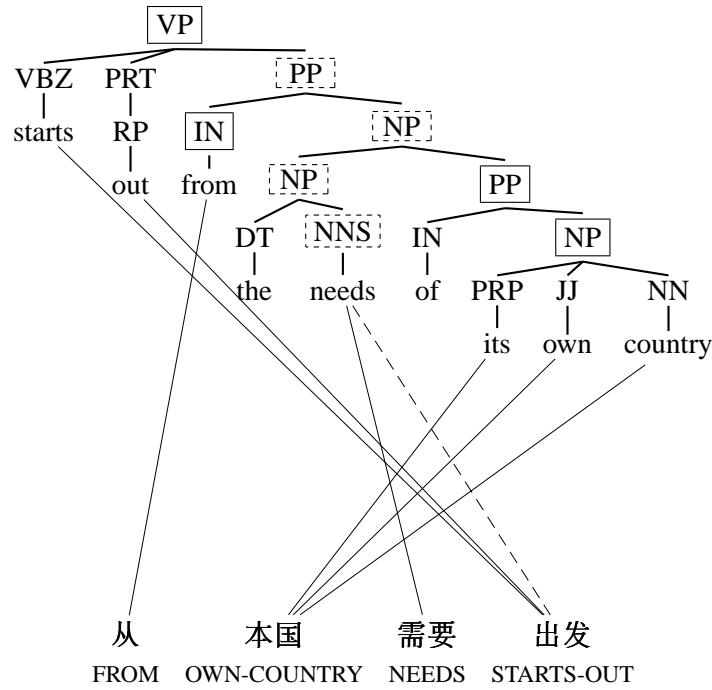 VP
VBZ PRT PP
starts RP IN NP
out from NP PP
DT NNS IN NP
the needs of PRP JJ NN
its own country
从 本国 需要 出发
FROM OWN-COUNTRY NEEDS STARTS-OUT